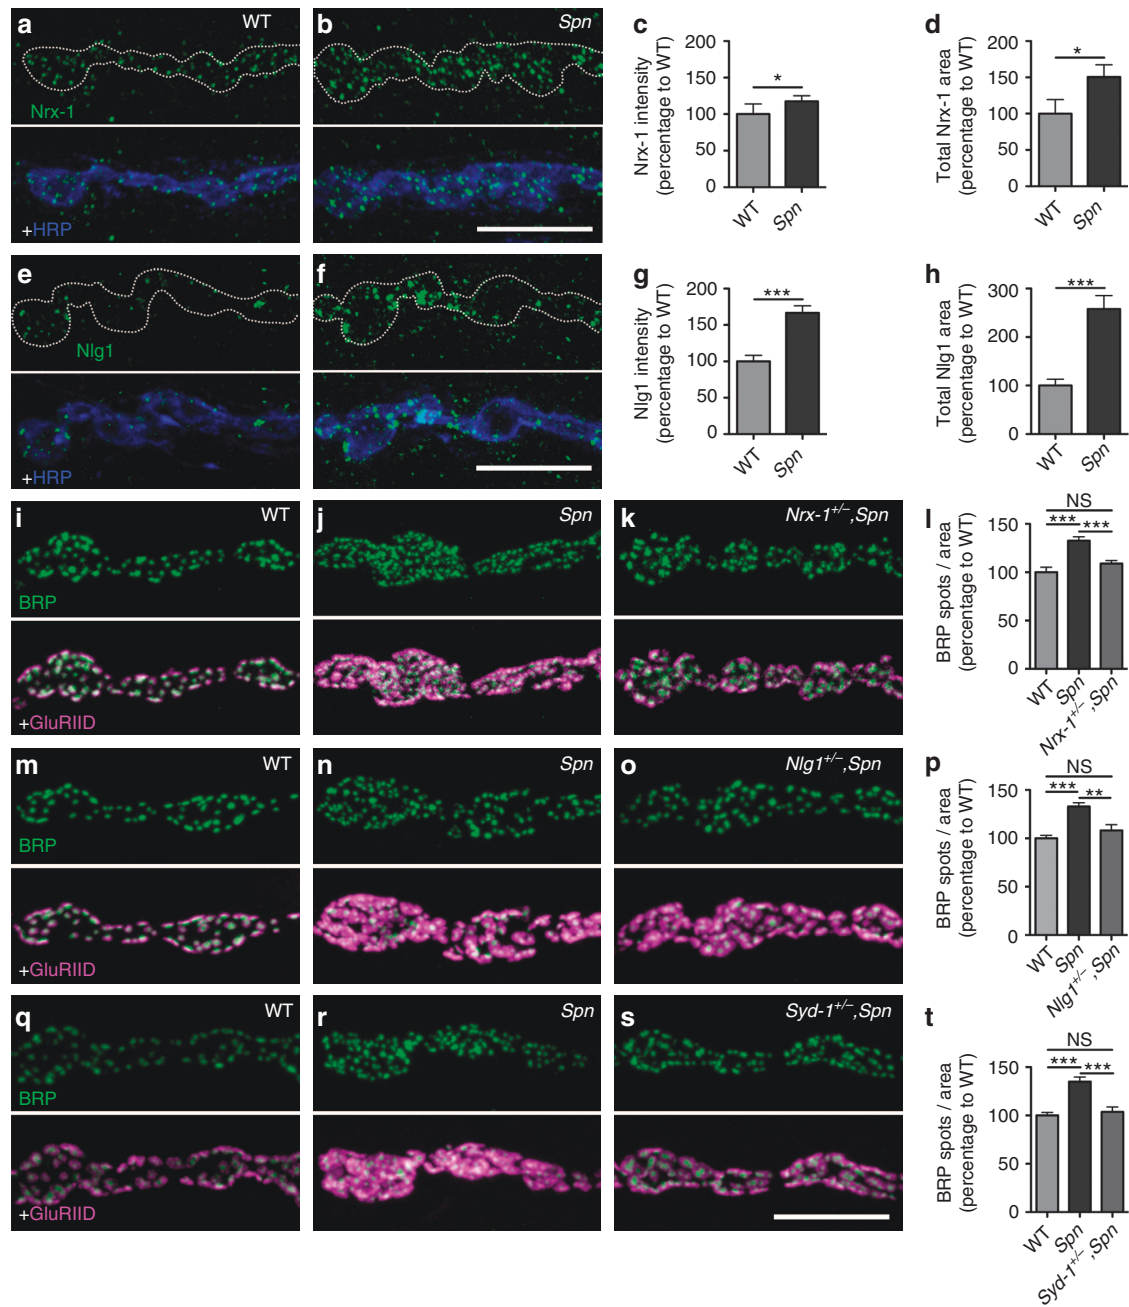 a WT
Nrx-1
+HRP
b Spn
c
Nrx-1 intensity
(percentage to WT)
200
150
100
50
0
*
WT
Spn
d
Total Nrx-1 area
(percentage to WT)
200
150
100
50
0
*
WT
Spn
e
Nlg1
+HRP
f
g
Nlg1 intensity
(percentage to WT)
200
150
100
50
0
***
WT
Spn
h
Total Nlg1 area
(percentage to WT)
300
200
100
0
***
WT
Spn
i WT
BRP
+GluRIID
j Spn
k Nrx-1+/–,Spn
l
BRP spots / area
(percentage to WT)
150
100
50
0
NS
*** ***
WT
Spn
Nrx-1+/–,Spn
m WT
BRP
+GluRIID
n Spn
o Nlg1+/–,Spn
p
BRP spots / area
(percentage to WT)
150
100
50
0
NS
*** **
WT
Spn
Nlg1+/–,Spn
q WT
BRP
+GluRIID
r Spn
s Syd-1+/–,Spn
t
BRP spots / area
(percentage to WT)
150
100
50
0
NS
*** ***
WT
Spn
Syd-1+/–,Spn